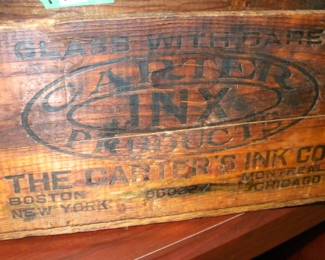 GLASS WITH CARE
CARTER
INX
PRODUCTS
THE CARTER'S INK CO
BOSTON MONTREAL
NEW YORK CHICAGO